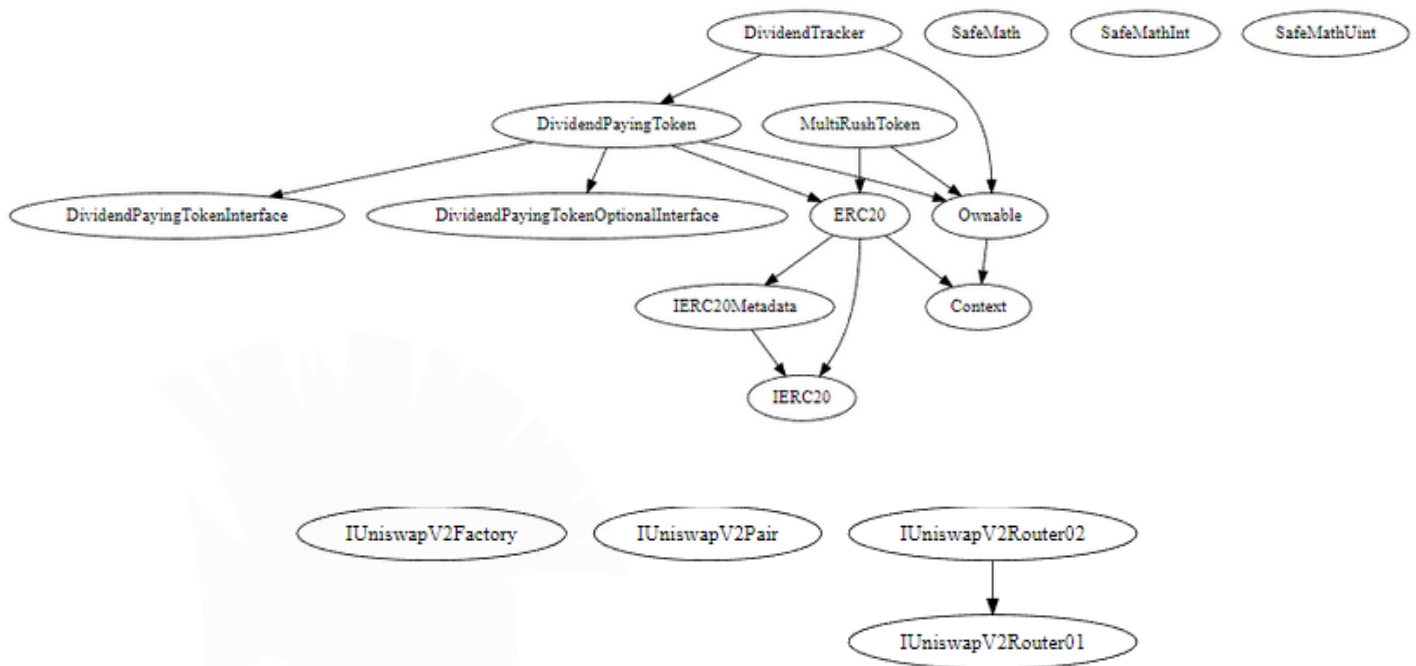 DividendTracker
SafeMath
SafeMathInt
SafeMathUint
DividendPayingToken
MultiRushToken
DividendPayingTokenInterface
DividendPayingTokenOptionalInterface
ERC20
Ownable
IERC20Metadata
Context
IERC20
IUniswapV2Factory
IUniswapV2Pair
IUniswapV2Router02
IUniswapV2Router01